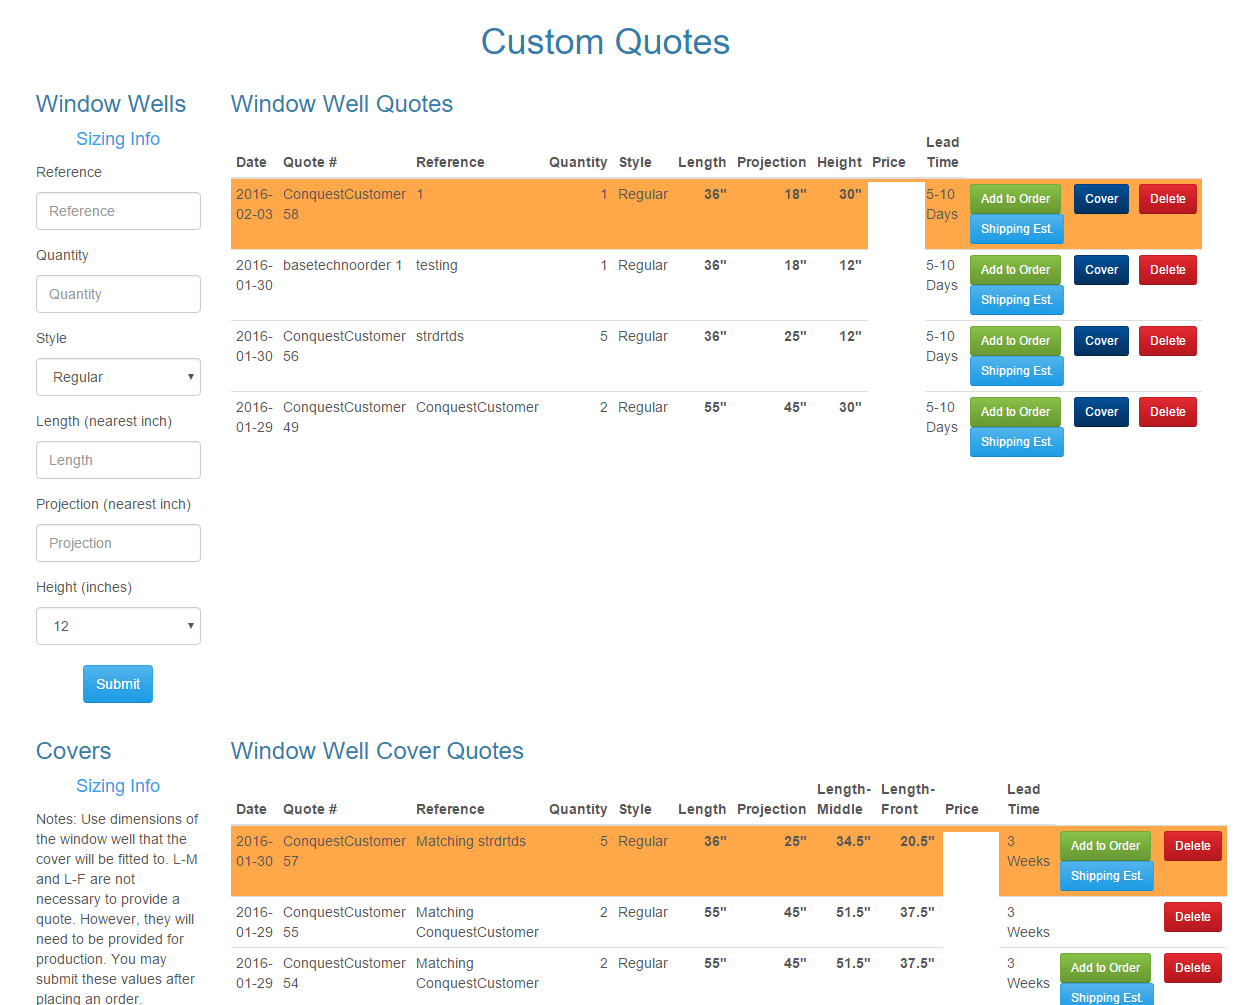 Custom Quotes
Window Wells
Sizing Info
Reference
Reference
Quantity
Quantity
Style
Regular
Length (nearest inch)
Length
Projection (nearest inch)
Projection
Height (inches)
12
Submit
Window Well Quotes
Date Quote # Reference Quantity Style Length Projection Height Price Lead Time
2016-02-03 ConquestCustomer 58 1 1 Regular 36" 18" 30" 5-10 Days Add to Order Cover Delete
Shipping Est.
2016-01-30 basetechnoorder 1 testing 1 Regular 36" 18" 12" 5-10 Days Add to Order Cover Delete
Shipping Est.
2016-01-30 ConquestCustomer 56 strdrtds 5 Regular 36" 25" 12" 5-10 Days Add to Order Cover Delete
Shipping Est.
2016-01-29 ConquestCustomer 49 ConquestCustomer 2 Regular 55" 45" 30" 5-10 Days Add to Order Cover Delete
Shipping Est.
Covers
Sizing Info
Notes: Use dimensions of
the window well that the
cover will be fitted to. L-M
and L-F are not
necessary to provide a
quote. However, they will
need to be provided for
production. You may
submit these values after
placing an order.
Window Well Cover Quotes
Date Quote # Reference Quantity Style Length Projection Length-Middle Length-Front Price Lead Time
2016-01-30 ConquestCustomer 57 Matching strdrtds 5 Regular 36" 25" 34.5" 20.5" 3 Weeks Add to Order Delete
Shipping Est.
2016-01-29 ConquestCustomer 55 Matching ConquestCustomer 2 Regular 55" 45" 51.5" 37.5" 3 Weeks Delete
2016-01-29 ConquestCustomer 54 Matching ConquestCustomer 2 Regular 55" 45" 51.5" 37.5" 3 Weeks Add to Order Delete
Shipping Est.